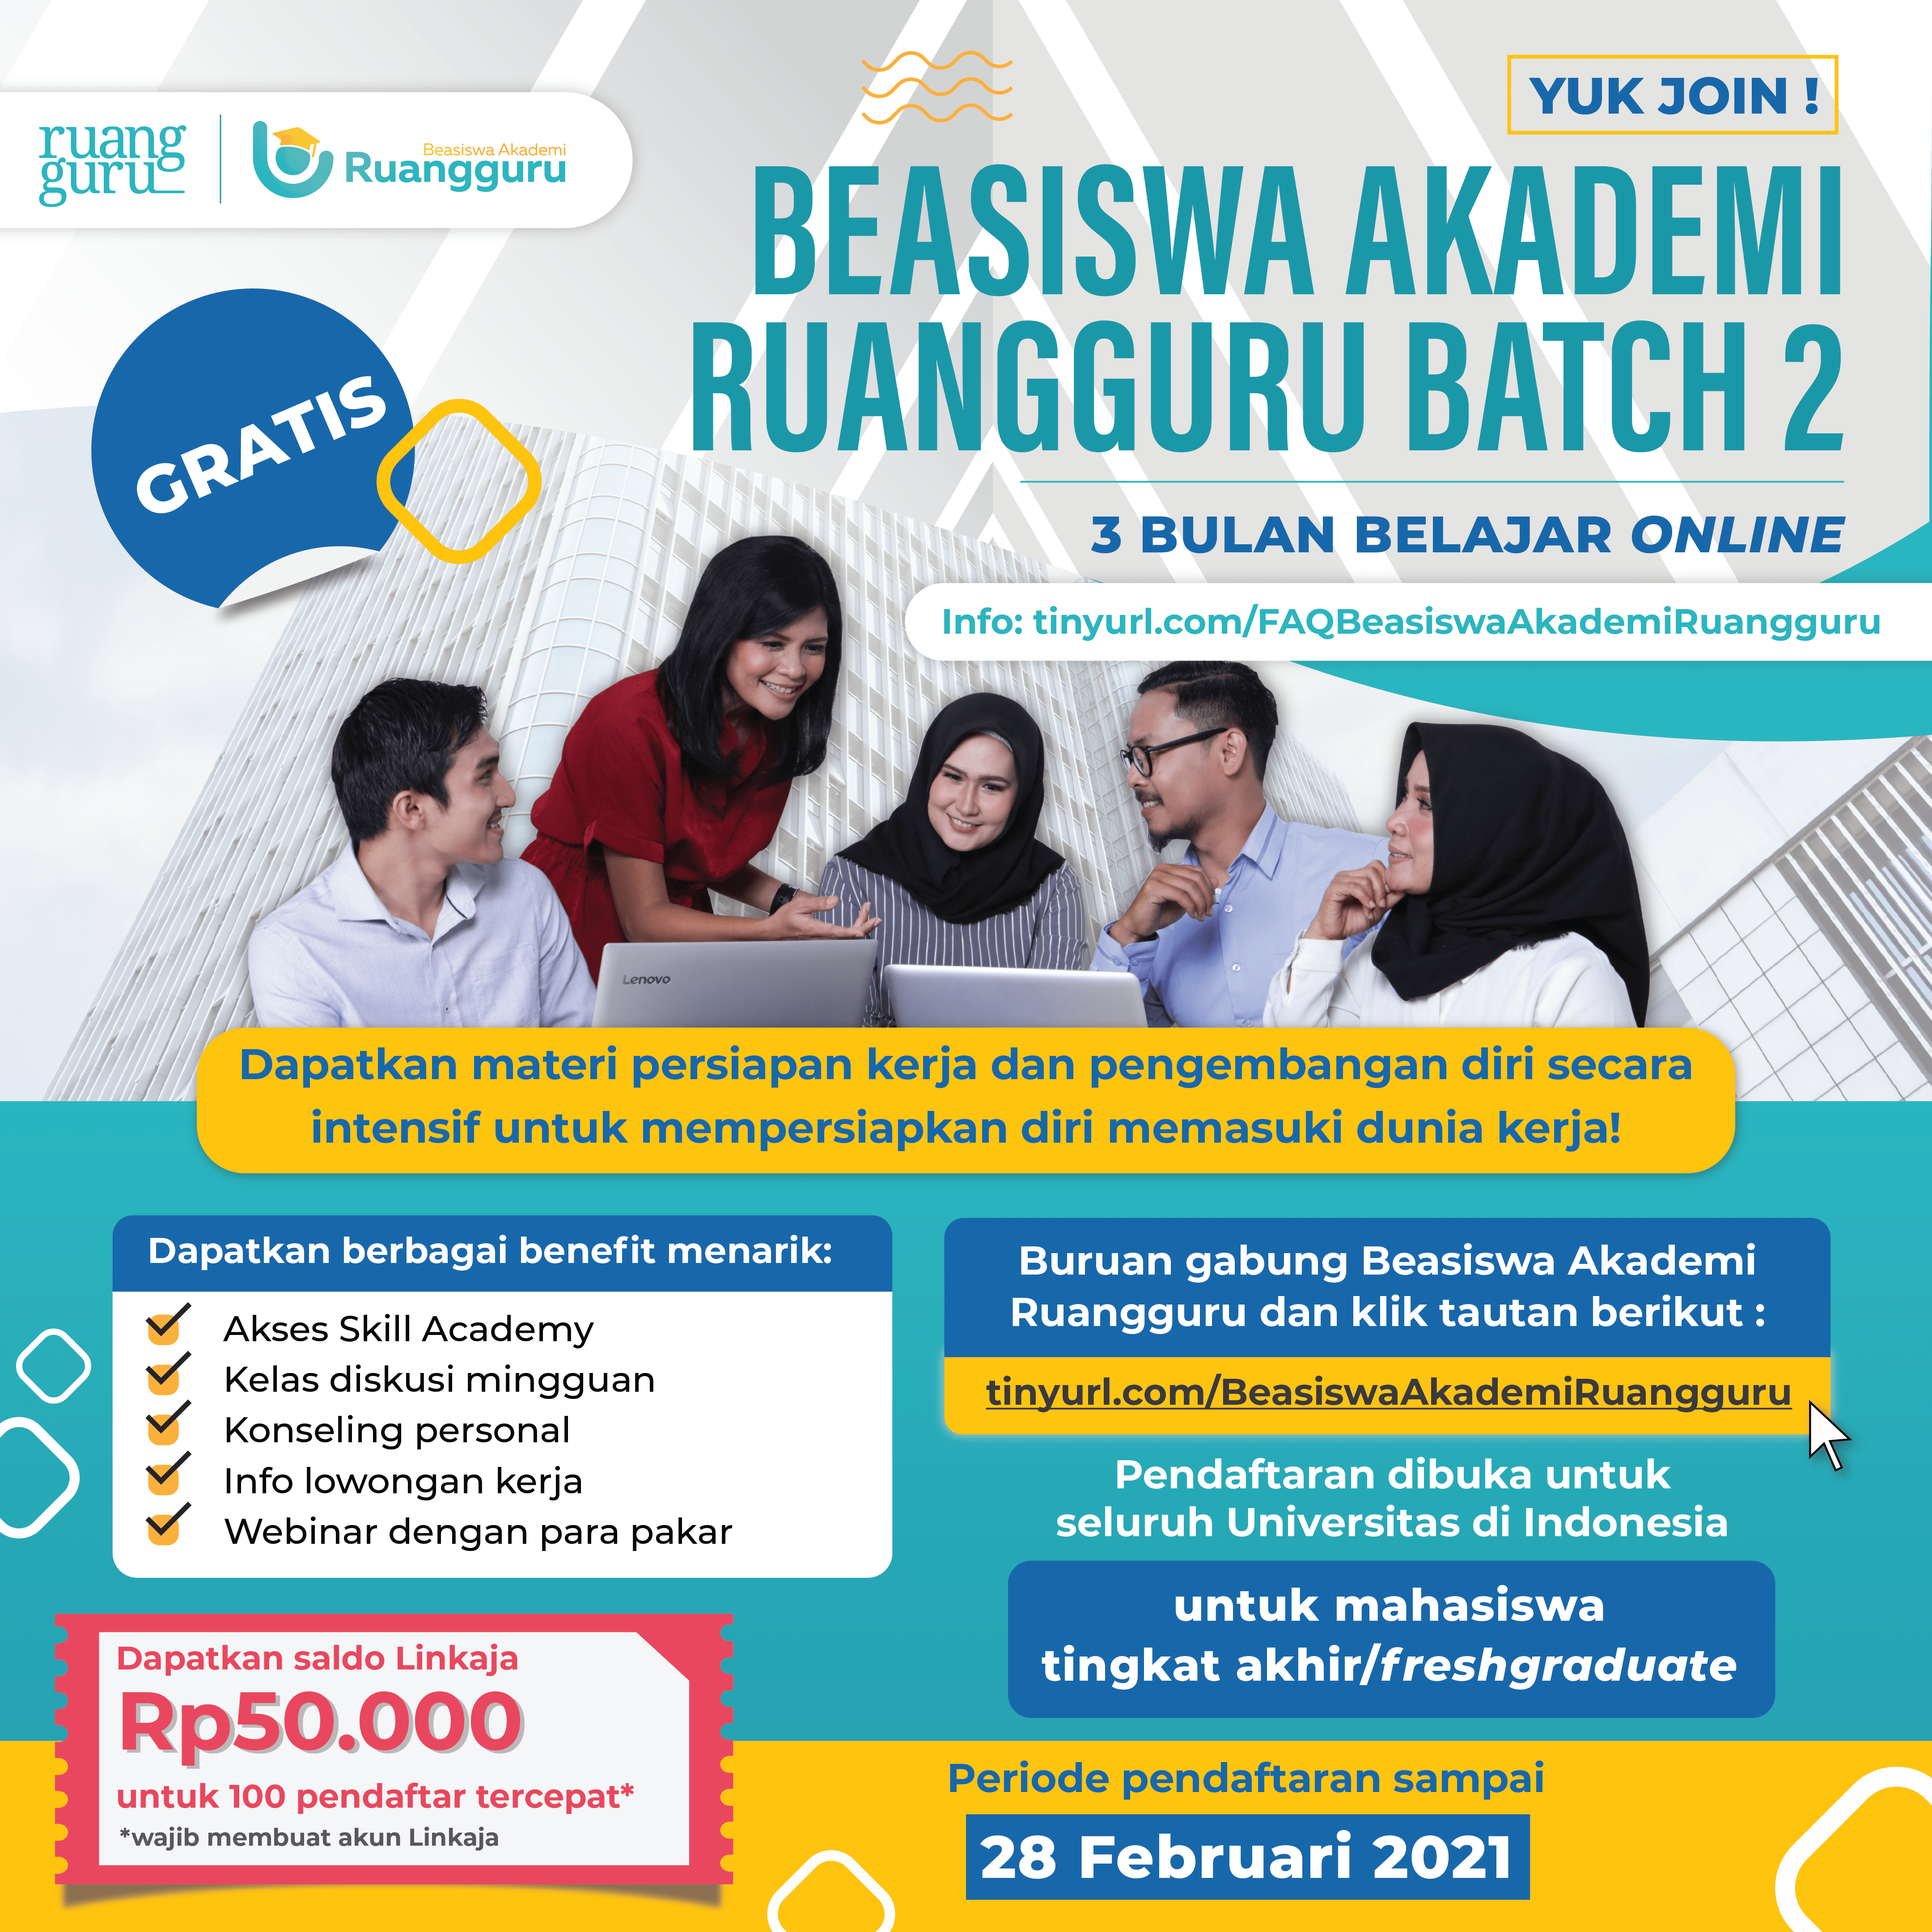 ruang
guru
Beasiswa Akademi
Ruangguru
YUK JOIN !
BEASISWA AKADEMI
RUANGGURU BATCH 2
GRATIS
3 BULAN BELAJAR ONLINE
Info: tinyurl.com/FAQBeasiswaAkademiRuangguru
Lenovo
Dapatkan materi persiapan kerja dan pengembangan diri secara
intensif untuk mempersiapkan diri memasuki dunia kerja!
Dapatkan berbagai benefit menarik:
Akses Skill Academy
Kelas diskusi mingguan
Konseling personal
Info lowongan kerja
Webinar dengan para pakar
Buruan gabung Beasiswa Akademi
Ruangguru dan klik tautan berikut :
tinyurl.com/BeasiswaAkademiRuangguru
Pendaftaran dibuka untuk
seluruh Universitas di Indonesia
untuk mahasiswa
tingkat akhir/freshgraduate
Dapatkan saldo Linkaja
Rp50.000
untuk 100 pendaftar tercepat*
*wajib membuat akun Linkaja
Periode pendaftaran sampai
28 Februari 2021